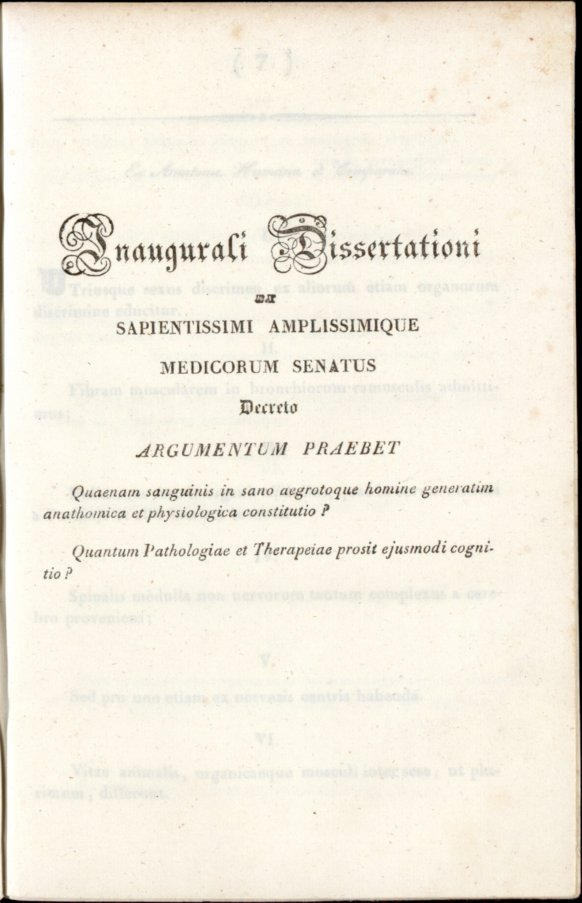 Inaugurali Dissertationi
EX
SAPIENTISSIMI AMPLISSIMIQUE
MEDICORUM SENATUS
Decreto
ARGUMENTUM PRAEBET
Quaenam sanguinis in sano aegrotoque homine generatim
anathomica et physiologica constitutio ?
Quantum Pathologiae et Therapeiae prosit ejusmodi cogni-
tio ?